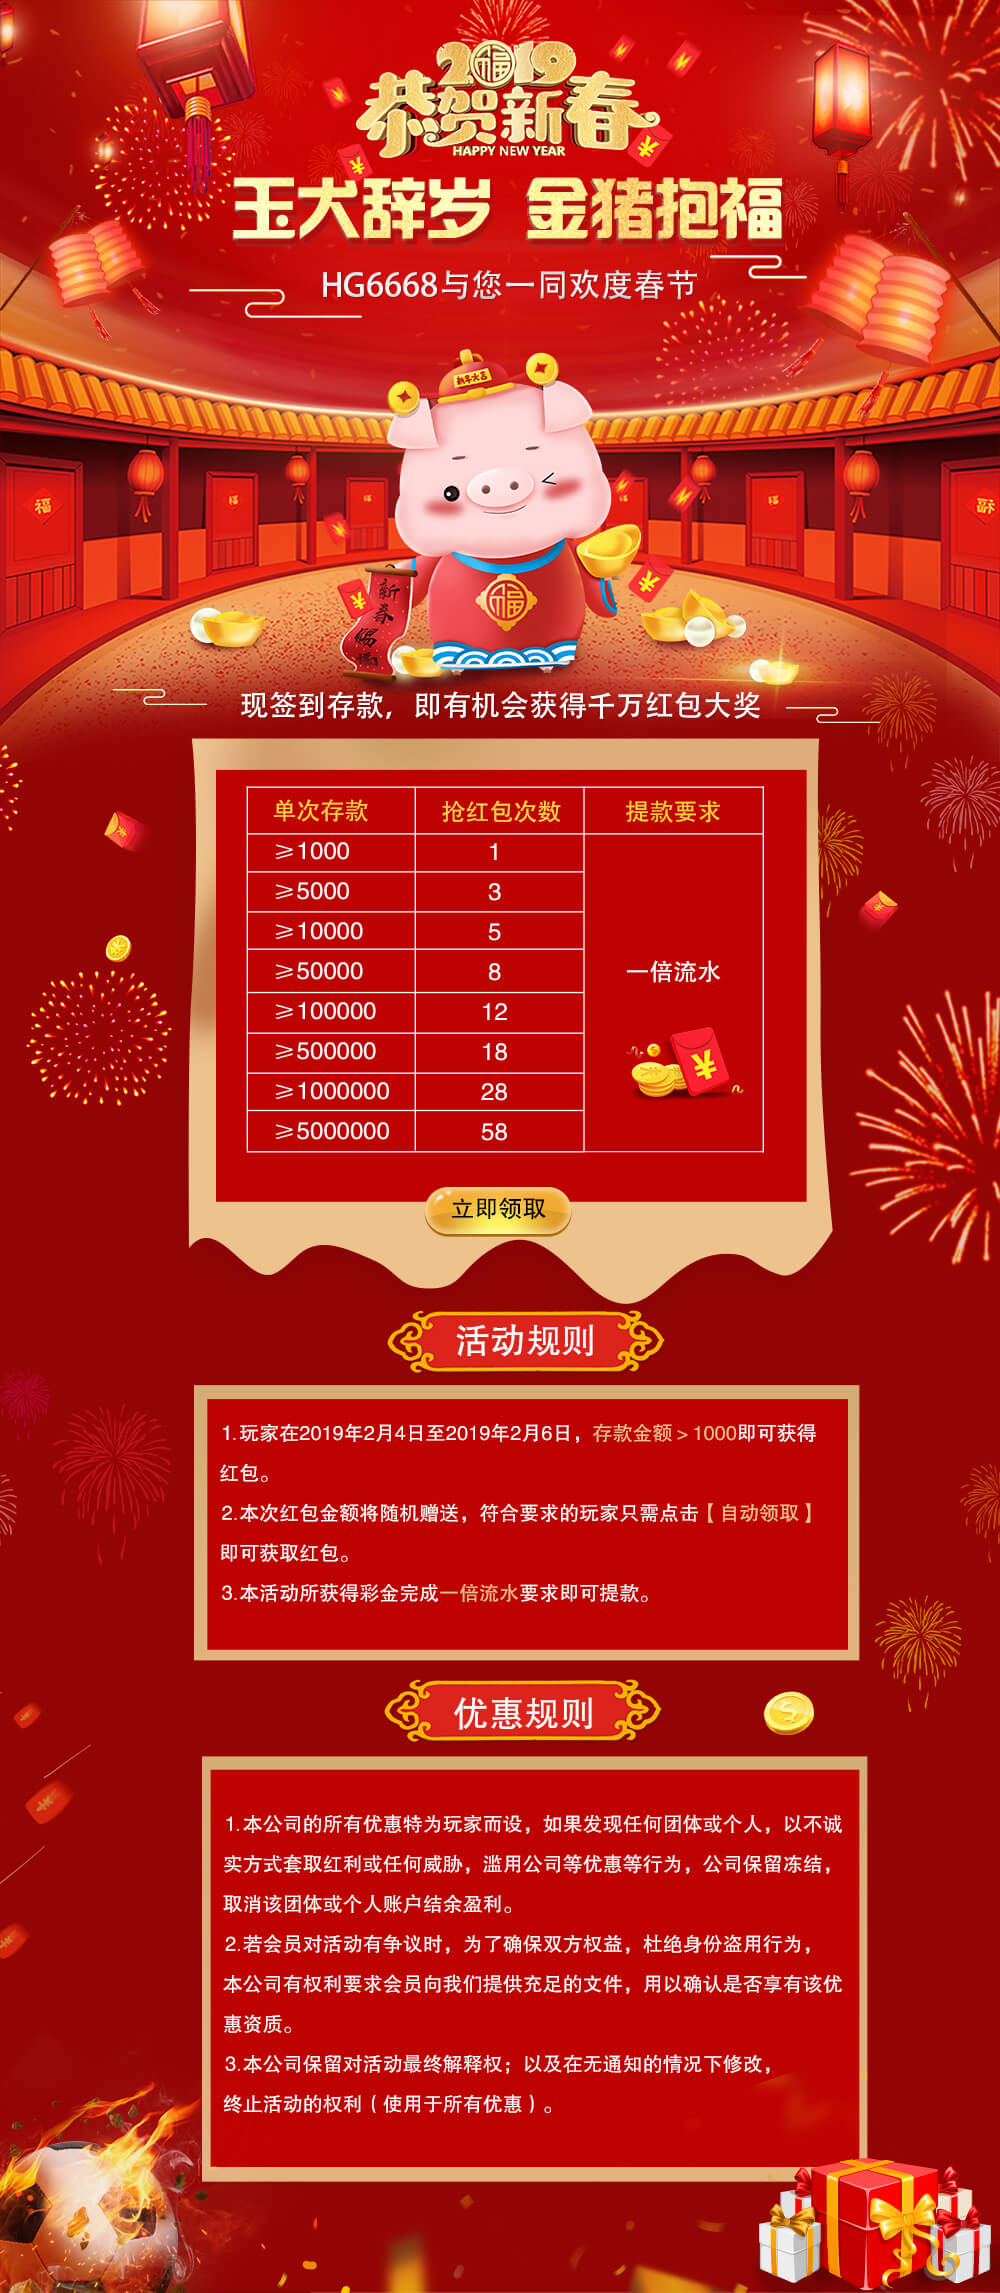 2019
恭贺新春
HAPPY NEW YEAR
玉犬辞岁 金猪抱福
HG6668与您一同欢度春节
新年大吉
福
福
福
福
福
福
新春赐福
现签到存款，即有机会获得千万红包大奖
单次存款 抢红包次数 提款要求
≥1000 1
≥5000 3
≥10000 5
≥50000 8
一倍流水
≥100000 12
≥500000 18
≥1000000 28
≥5000000 58
立即领取
活动规则
1.玩家在2019年2月4日至2019年2月6日，存款金额＞1000即可获得
红包。
2.本次红包金额将随机赠送，符合要求的玩家只需点击【自动领取】
即可获取红包。
3.本活动所获得彩金完成一倍流水要求即可提款。
优惠规则
1.本公司的所有优惠特为玩家而设，如果发现任何团体或个人，以不诚
实方式套取红利或任何威胁，滥用公司等优惠等行为，公司保留冻结，
取消该团体或个人账户结余盈利。
2.若会员对活动有争议时，为了确保双方权益，杜绝身份盗用行为，
本公司有权利要求会员向我们提供充足的文件，用以确认是否享有该优
惠资质。
3.本公司保留对活动最终解释权；以及在无通知的情况下修改，
终止活动的权利（使用于所有优惠）。